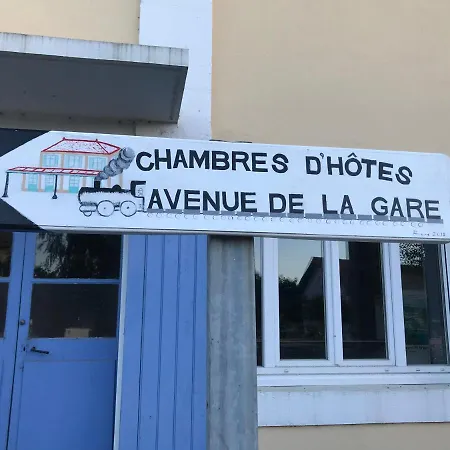 CHAMBRES D'HÔTES
AVENUE DE LA GARE